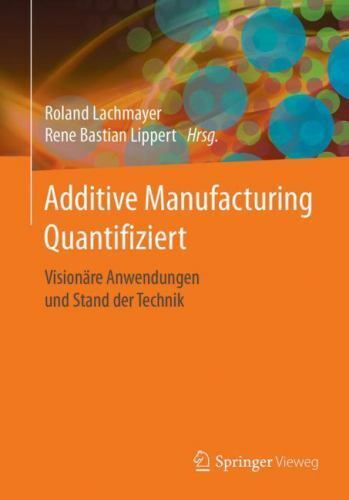 Roland Lachmayer
Rene Bastian Lippert Hrsg.
Additive Manufacturing
Quantifiziert
Visionäre Anwendungen
und Stand der Technik
Springer Vieweg